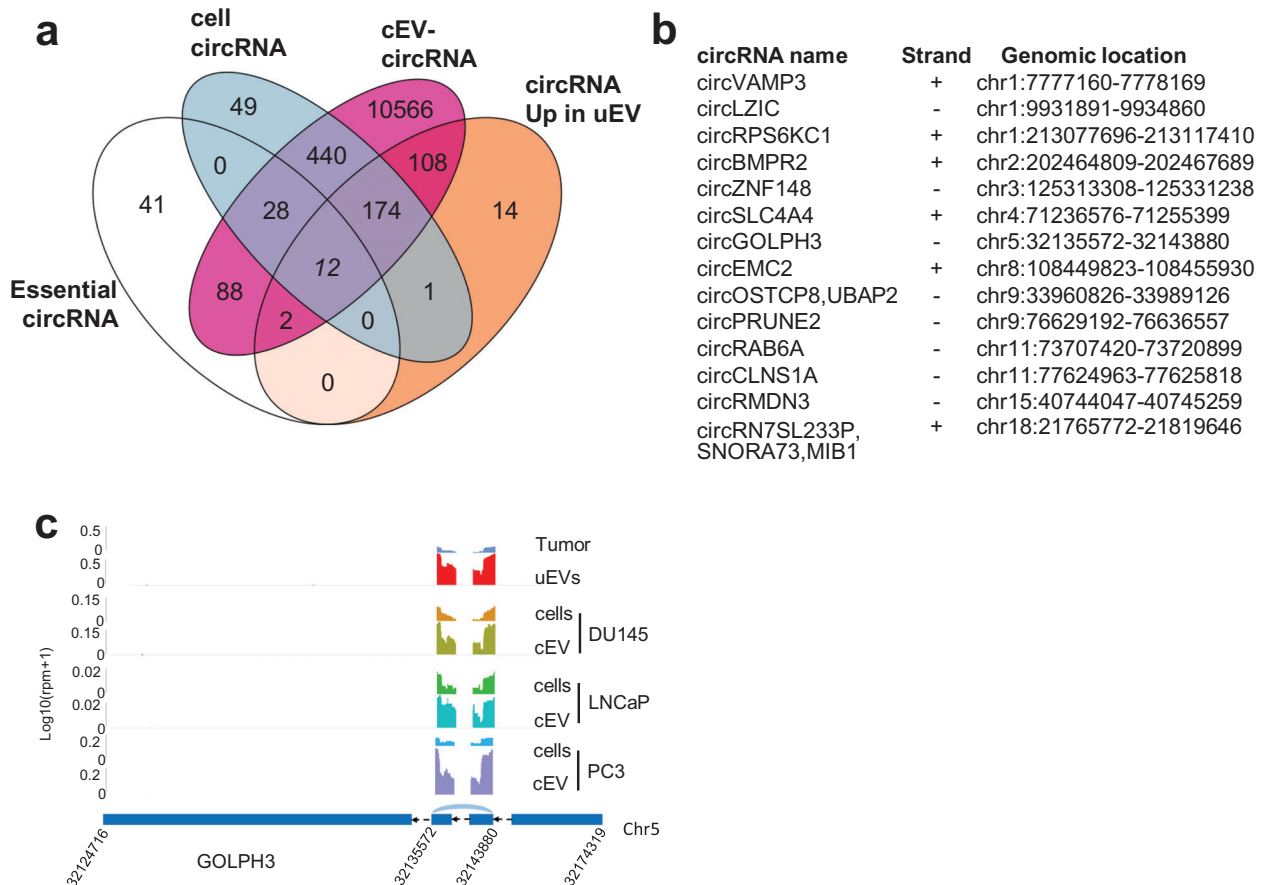 a
cell
circRNA
cEV-
circRNA
circRNA
Up in uEV
Essential
circRNA
49
10566
0
440
108
41
28
174
14
12
88
1
2
0
0
b
circRNA name Strand Genomic location
circVAMP3 + chr1:7777160-7778169
circLZIC - chr1:9931891-9934860
circRPS6KC1 + chr1:213077696-213117410
circBMPR2 + chr2:202464809-202467689
circZNF148 - chr3:125313308-125331238
circSLC4A4 + chr4:71236576-71255399
circGOLPH3 - chr5:32135572-32143880
circEMC2 + chr8:108449823-108455930
circOSTCP8,UBAP2 - chr9:33960826-33989126
circPRUNE2 - chr9:76629192-76636557
circRAB6A - chr11:73707420-73720899
circCLNS1A - chr11:77624963-77625818
circRMDN3 - chr15:40744047-40745259
circRN7SL233P, + chr18:21765772-21819646
SNORA73,MIB1
c
Log10(rpm+1)
0.5
0
Tumor
0.5
0
uEVs
0.15
0
cells
0.15
0
cEV
DU145
0.02
0
cells
0.02
0
cEV
LNCaP
0.2
0
cells
0.2
0
cEV
PC3
Chr5
32124716
32135572
32143880
32174319
GOLPH3